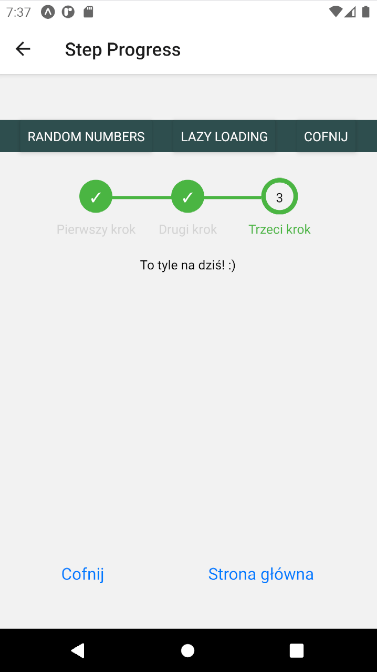 7:37
Step Progress
RANDOM NUMBERS LAZY LOADING COFNIJ
✓ ✓ 3
Pierwszy krok Drugi krok Trzeci krok
To tyle na dziś! :)
Cofnij Strona główna